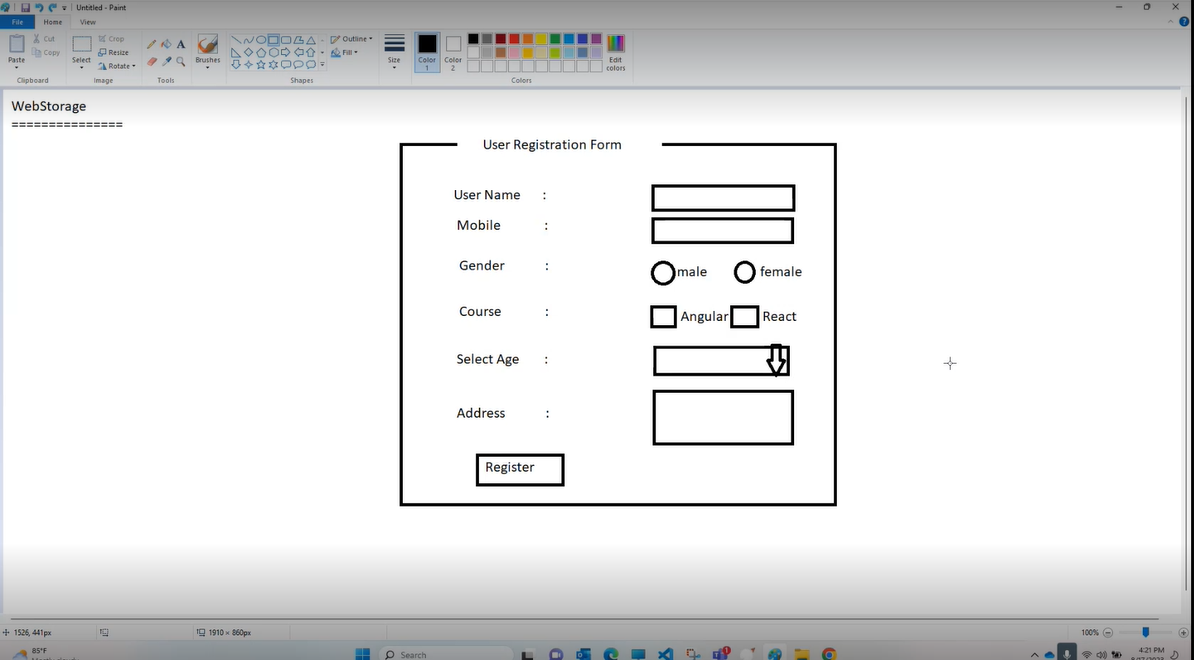 Untitled - Paint
File Home View
Cut
Copy
Paste
Clipboard
Crop
Resize
Rotate
Select
Image
A
Tools
Brushes
Outline
Fill
Shapes
Size
Color 1
Color 2
Edit colors
Colors
WebStorage
===============
User Registration Form
User Name :
Mobile :
Gender : male female
Course : Angular React
Select Age :
Address :
Register
1526, 441px
1910 × 860px
100%
85°F
Search
4:21 PM